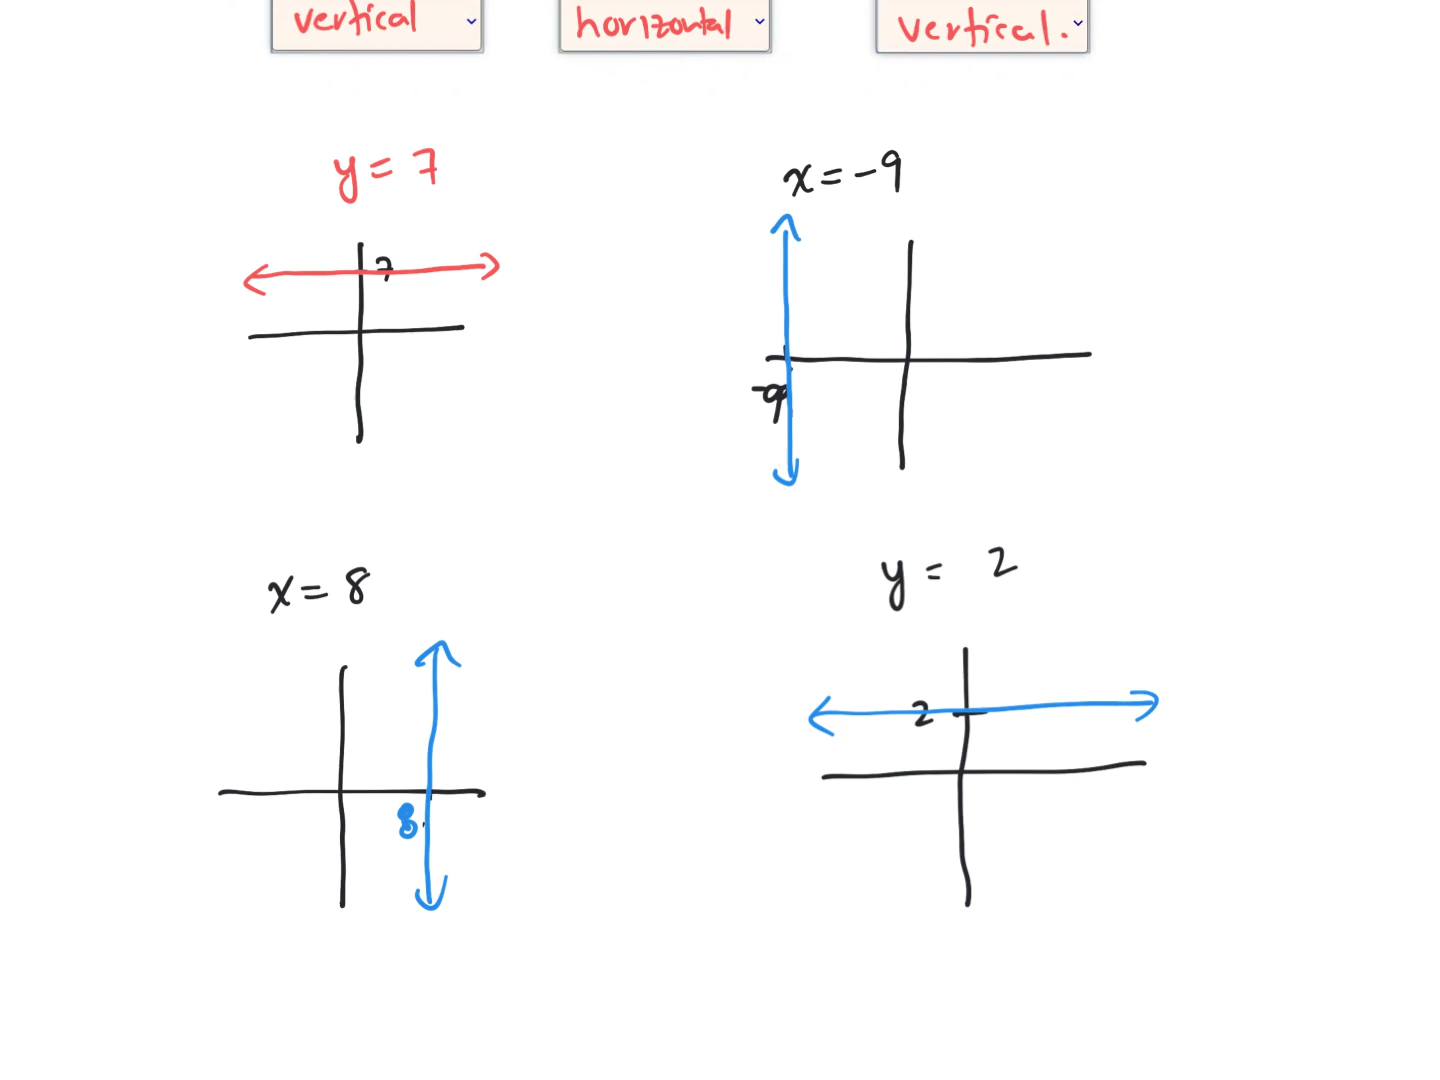 vertical horizontal vertical.
y = 7
x = -9
7
-9
x = 8
y = 2
2
8